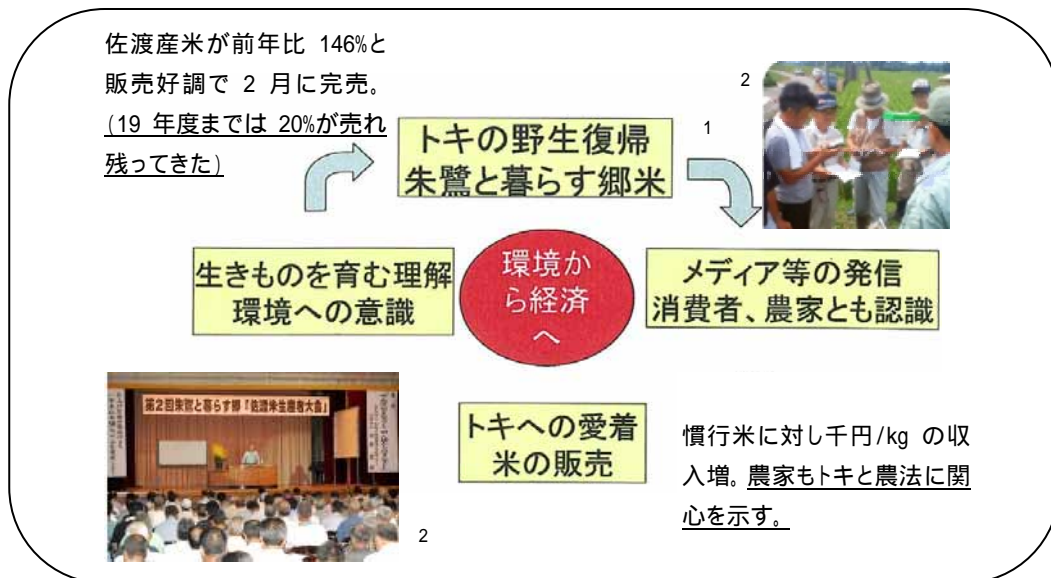 佐渡産米が前年比 146%と
販売好調で 2 月に完売。
(19 年度までは 20%が売れ
残ってきた)
トキの野生復帰
朱鷺と暮らす郷米
1
2
生きものを育む理解
環境への意識
環境か
ら経済
へ
メディア等の発信
消費者、農家とも認識
第2回朱鷺と暮らす郷「佐渡米生産者大会」
2
トキへの愛着
米の販売
慣行米に対し千円/kg の収
入増。農家もトキと農法に関
心を示す。